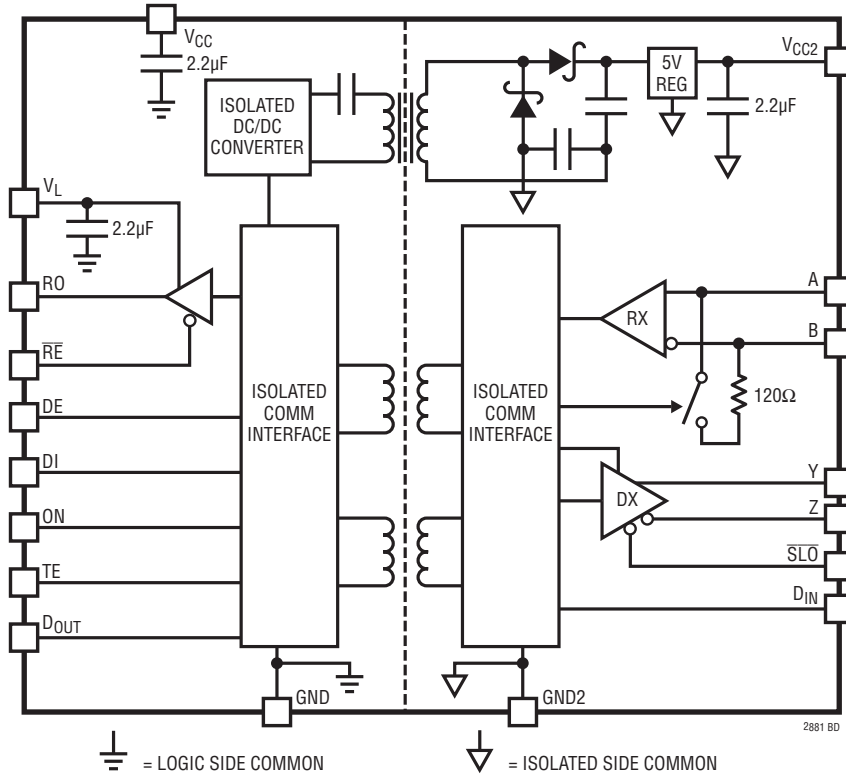 VCC
2.2µF
VCC2
5V
REG
2.2µF
ISOLATED
DC/DC
CONVERTER
VL
2.2µF
RO
RE
DE
DI
ON
TE
DOUT
ISOLATED
COMM
INTERFACE
ISOLATED
COMM
INTERFACE
RX
A
B
120Ω
DX
Y
Z
SLO
DIN
GND
GND2
2881 BD
= LOGIC SIDE COMMON
= ISOLATED SIDE COMMON